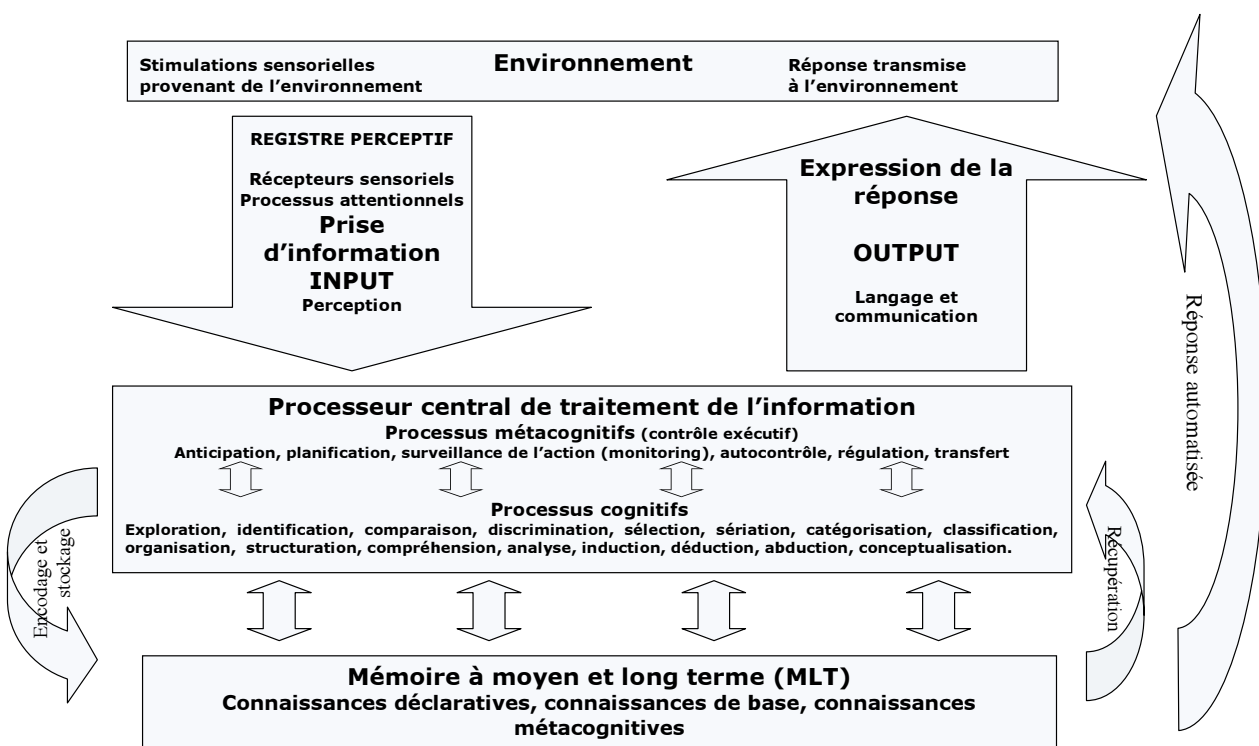 Environnement
Stimulations sensorielles
provenant de l’environnement
Réponse transmise
à l’environnement
REGISTRE PERCEPTIF
Récepteurs sensoriels
Processus attentionnels
Prise
d’information
INPUT
Perception
Expression de la
réponse
OUTPUT
Langage et
communication
Réponse automatisée
Processeur central de traitement de l’information
Processus métacognitifs (contrôle exécutif)
Anticipation, planification, surveillance de l’action (monitoring), autocontrôle, régulation, transfert
Processus cognitifs
Exploration, identification, comparaison, discrimination, sélection, sériation, catégorisation, classification,
organisation, structuration, compréhension, analyse, induction, déduction, abduction, conceptualisation.
Encodage et
stockage
Récupération
Mémoire à moyen et long terme (MLT)
Connaissances déclaratives, connaissances de base, connaissances
métacognitives